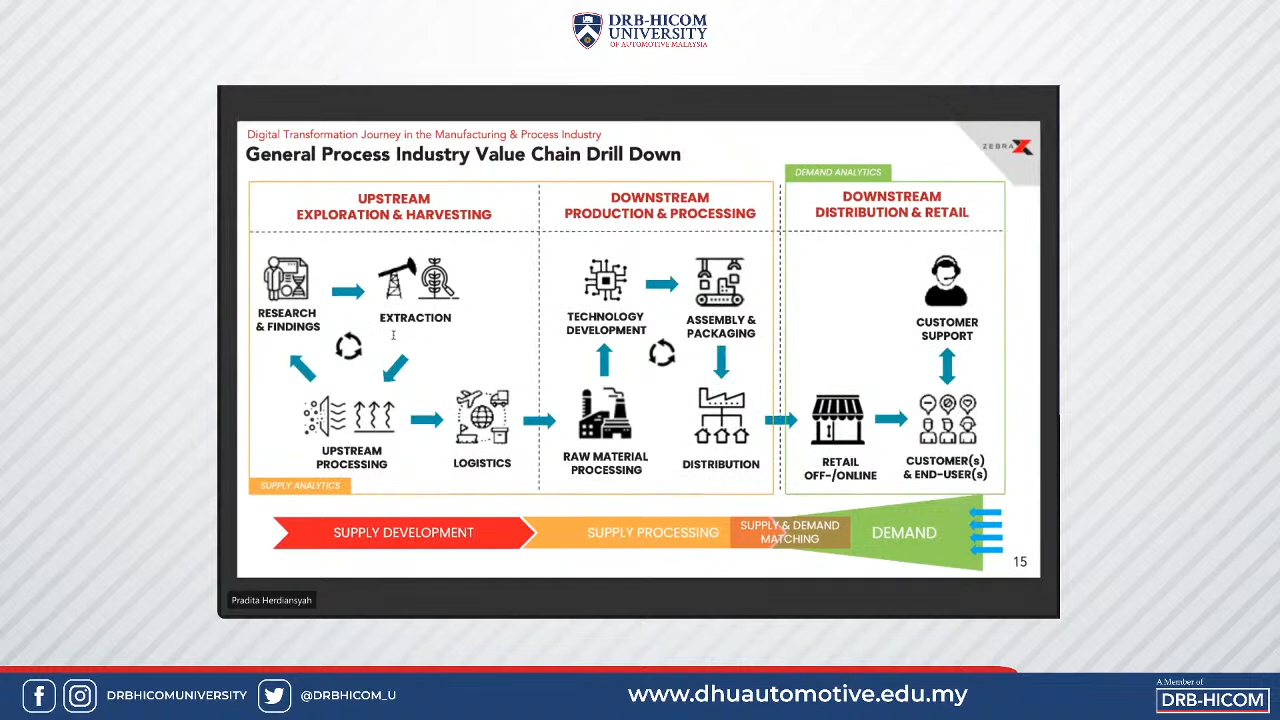 DRB-HICOM
UNIVERSITY
OF AUTOMOTIVE MALAYSIA
Digital Transformation Journey in the Manufacturing & Process Industry
General Process Industry Value Chain Drill Down
ZEBRAX
DEMAND ANALYTICS
UPSTREAM
EXPLORATION & HARVESTING
DOWNSTREAM
PRODUCTION & PROCESSING
DOWNSTREAM
DISTRIBUTION & RETAIL
RESEARCH
& FINDINGS
EXTRACTION
TECHNOLOGY
DEVELOPMENT
ASSEMBLY &
PACKAGING
CUSTOMER
SUPPORT
UPSTREAM
PROCESSING
LOGISTICS
RAW MATERIAL
PROCESSING
DISTRIBUTION
RETAIL
OFF-/ONLINE
CUSTOMER(s)
& END-USER(s)
SUPPLY ANALYTICS
SUPPLY DEVELOPMENT
SUPPLY PROCESSING
SUPPLY & DEMAND
MATCHING
DEMAND
15
Pradita Herdiansyah
DRBHICOMUNIVERSITY
@DRBHICOM_U
www.dhuautomotive.edu.my
A Member of
DRB-HICOM